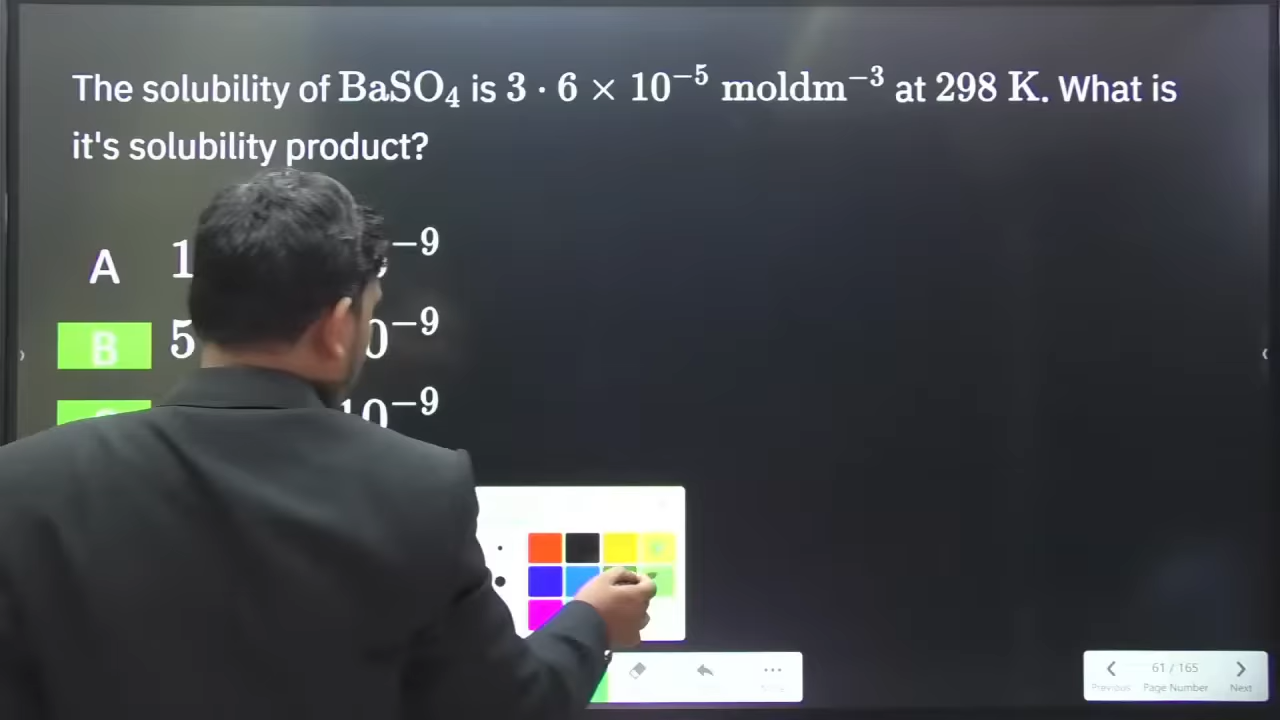 The solubility of BaSO₄ is 3·6 × 10⁻⁵ moldm⁻³ at 298 K. What is
it's solubility product?
A 1 ⁻⁹
B 5 0⁻⁹
10⁻⁹
61 / 165
Previous Page Number Next